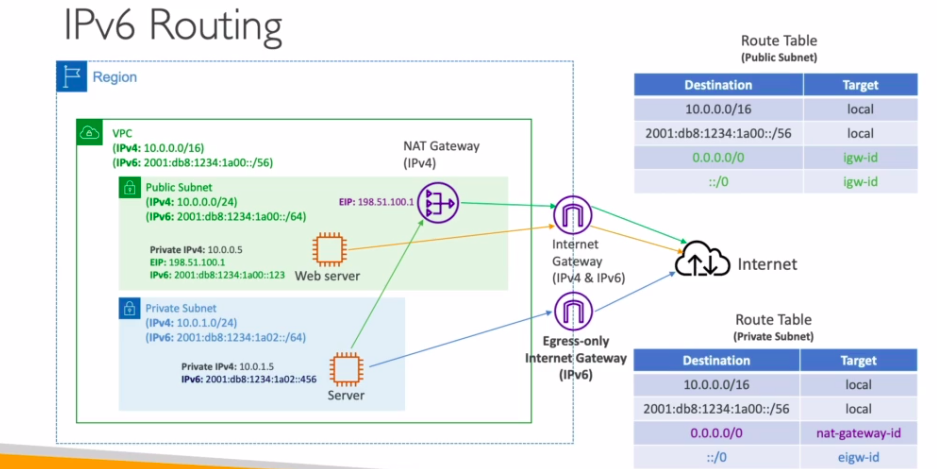 IPv6 Routing
Region
VPC
(IPv4: 10.0.0.0/16)
(IPv6: 2001:db8:1234:1a00::/56)
NAT Gateway
(IPv4)
Public Subnet
(IPv4: 10.0.0.0/24)
(IPv6: 2001:db8:1234:1a00::/64)
EIP: 198.51.100.1
Private IPv4: 10.0.0.5
EIP: 198.51.100.1
IPv6: 2001:db8:1234:1a00::123
Web server
Internet
Gateway
(IPv4 & IPv6)
Internet
Private Subnet
(IPv4: 10.0.1.0/24)
(IPv6: 2001:db8:1234:1a02::/64)
Private IPv4: 10.0.1.5
IPv6: 2001:db8:1234:1a02::456
Server
Egress-only
Internet Gateway
(IPv6)
Route Table
(Public Subnet)
Destination Target
10.0.0.0/16 local
2001:db8:1234:1a00::/56 local
0.0.0.0/0 igw-id
::/0 igw-id
Route Table
(Private Subnet)
Destination Target
10.0.0.0/16 local
2001:db8:1234:1a00::/56 local
0.0.0.0/0 nat-gateway-id
::/0 eigw-id